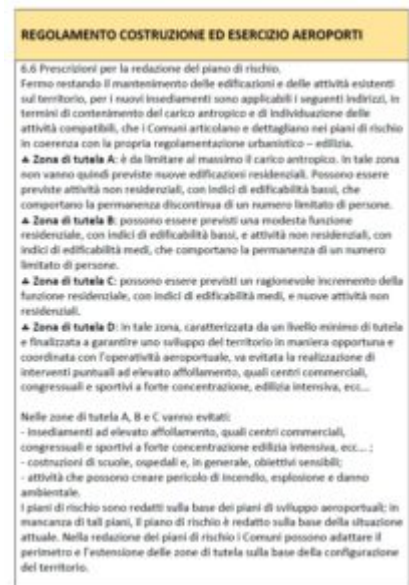 REGOLAMENTO COSTRUZIONE ED ESERCIZIO AEROPORTI
6.6 Prescrizioni per la redazione del piano di rischio.
Fermo restando il mantenimento delle edificazioni e delle attività esistenti
sul territorio, per i nuovi insediamenti sono applicabili i seguenti indirizzi, in
termini di contenimento del carico antropico e di individuazione delle
attività compatibili, che i Comuni articolano e dettagliano nei piani di rischio
in coerenza con la propria regolamentazione urbanistico – edilizia.
♣ Zona di tutela A: è da limitare al massimo il carico antropico. In tale zona
non vanno quindi previste nuove edificazioni residenziali. Possono essere
previste attività non residenziali, con indici di edificabilità bassi, che
comportano la permanenza discontinua di un numero limitato di persone.
♣ Zona di tutela B: possono essere previsti una modesta funzione
residenziale, con indici di edificabilità bassi, e attività non residenziali, con
indici di edificabilità medi, che comportano la permanenza di un numero
limitato di persone.
♣ Zona di tutela C: possono essere previsti un ragionevole incremento della
funzione residenziale, con indici di edificabilità medi, e nuove attività non
residenziali.
♣ Zona di tutela D: in tale zona, caratterizzata da un livello minimo di tutela
e finalizzata a garantire uno sviluppo del territorio in maniera opportuna e
coordinata con l'operatività aeroportuale, va evitata la realizzazione di
interventi puntuali ad elevato affollamento, quali centri commerciali,
congressuali e sportivi a forte concentrazione, edilizia intensiva, ecc...
Nelle zone di tutela A, B e C vanno evitati:
- insediamenti ad elevato affollamento, quali centri commerciali,
congressuali e sportivi a forte concentrazione edilizia intensiva, ecc... ;
- costruzioni di scuole, ospedali e, in generale, obiettivi sensibili;
- attività che possono creare pericolo di incendio, esplosione e danno
ambientale.
I piani di rischio sono redatti sulla base dei piani di sviluppo aeroportuali; in
mancanza di tali piani, il piano di rischio è redatto sulla base della situazione
attuale. Nella redazione dei piani di rischio i Comuni possono adattare il
perimetro e l'estensione delle zone di tutela sulla base della configurazione
del territorio.